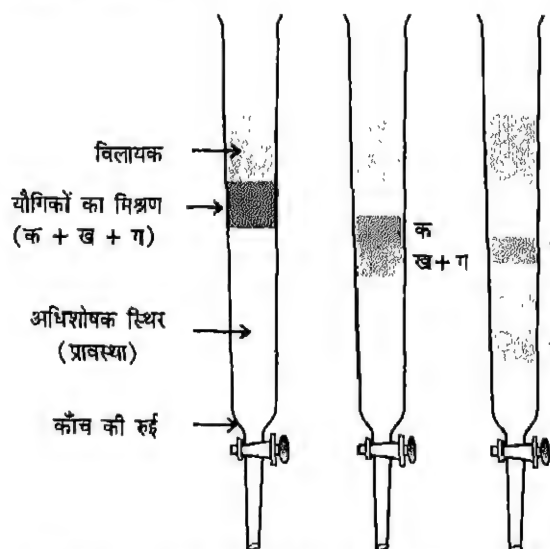 विलायक
यौगिकों का मिश्रण
(क + ख + ग)
क
ख + ग
अधिशोषक स्थिर
(प्रावस्था)
काँच की रुई